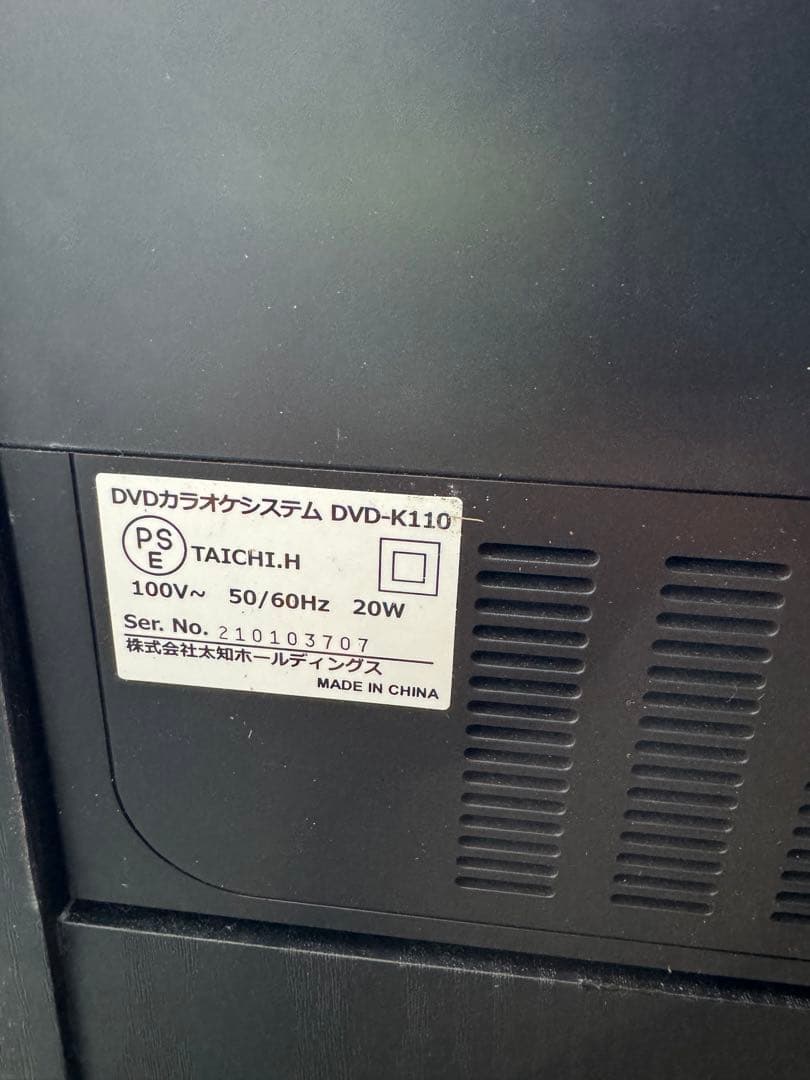 DVDカラオケシステム DVD-K110
PS
E
TAICHI.H
100V~ 50/60Hz 20W
Ser. No. 210103707
株式会社太知ホールディングス
MADE IN CHINA